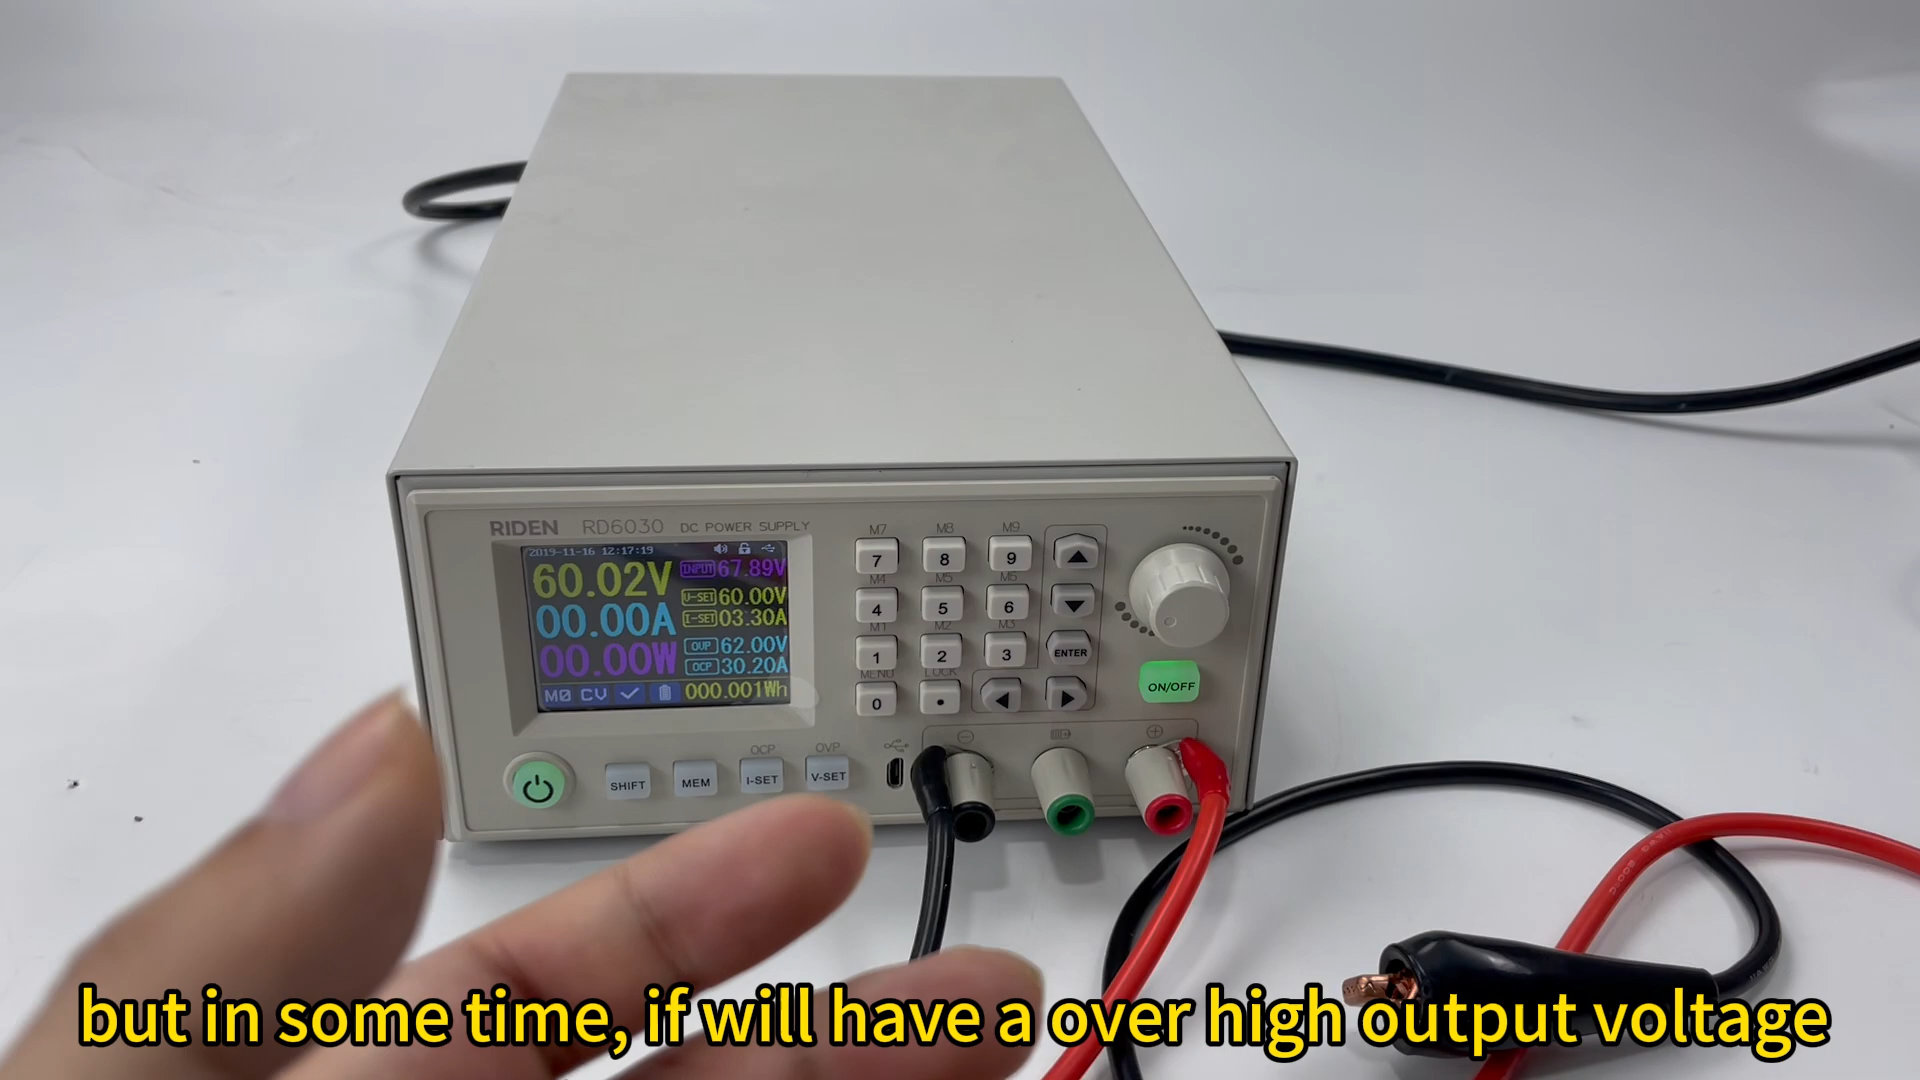 RIDEN RD6030 DC POWER SUPPLY
2019-11-16 12:17:19
60.02V INPUT 67.89V
V-SET 60.00V
00.00A I-SET 03.30A
OVP 62.00V
00.00W OCP 30.20A
M0 CV 000.001Wh
M7 M8 M9
7 8 9
M4 M5 M6
4 5 6
M1 M2 M3
1 2 3 ENTER
MENU LOCK
0 .
ON/OFF
OCP OVP
SHIFT MEM I-SET V-SET
but in some time, if will have a over high output voltage